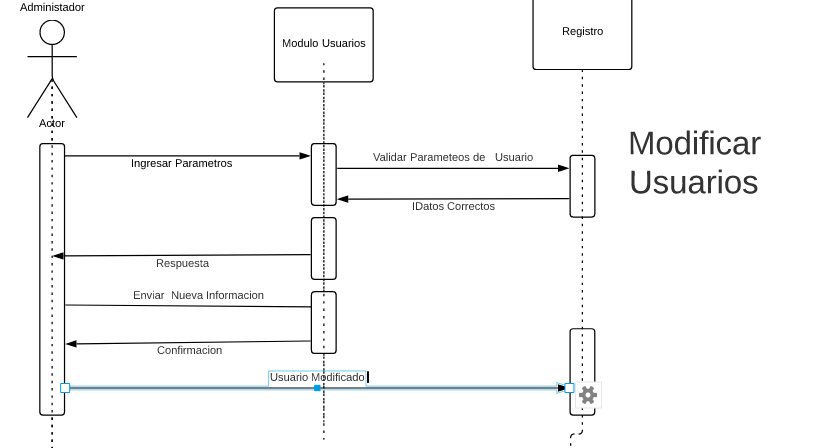 Administador
Modulo Usuarios
Registro
Actor
Modificar
Usuarios
Ingresar Parametros
Validar Parameteos de Usuario
IDatos Correctos
Respuesta
Enviar Nueva Informacion
Confirmacion
Usuario Modificado